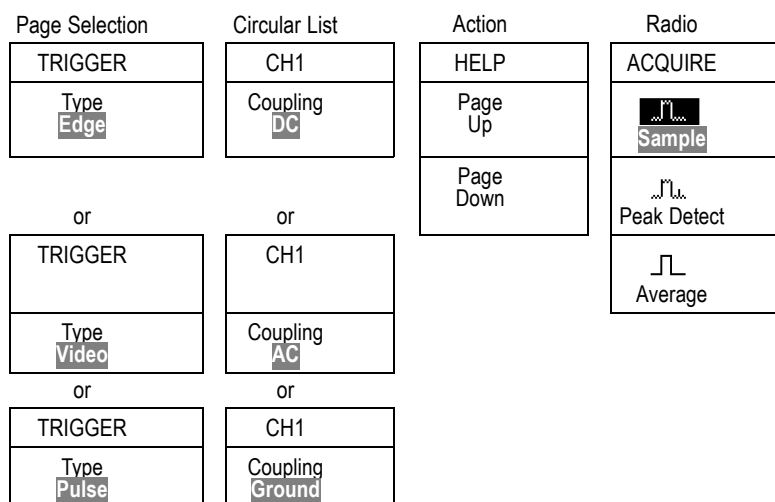 Page Selection
TRIGGER
Type
Edge
or
TRIGGER
Type
Video
or
TRIGGER
Type
Pulse
Circular List
CH1
Coupling
DC
or
CH1
Coupling
AC
or
CH1
Coupling
Ground
Action
HELP
Page
Up
Page
Down
Radio
ACQUIRE
Sample
Peak Detect
Average